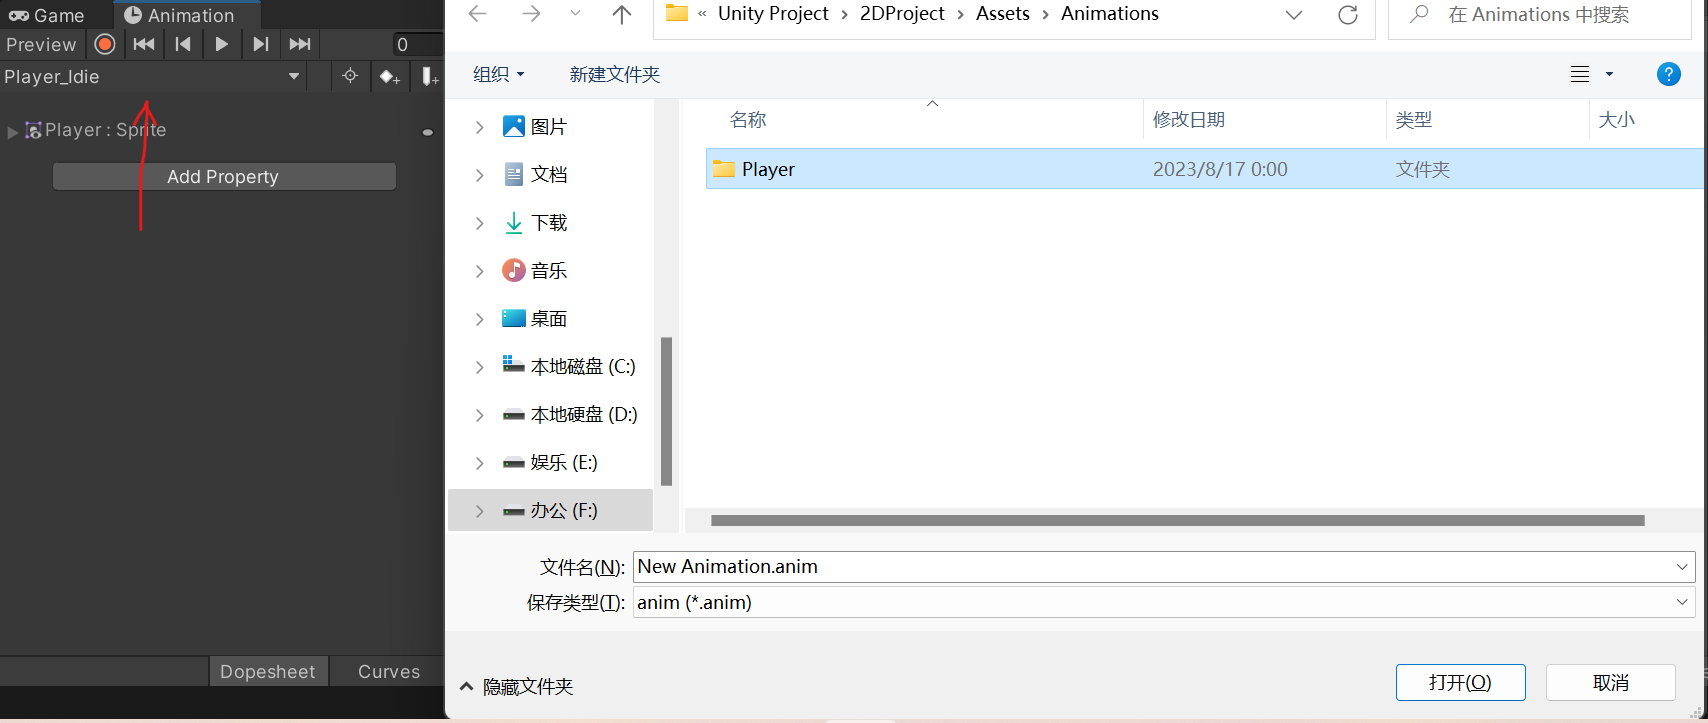 Game
Animation
Preview
0
Player_Idie
Player : Sprite
Add Property
Dopesheet
Curves
« Unity Project › 2DProject › Assets › Animations
在 Animations 中搜索
组织
新建文件夹
图片
文档
下载
音乐
桌面
本地磁盘 (C:)
本地硬盘 (D:)
娱乐 (E:)
办公 (F:)
名称
修改日期
类型
大小
Player
2023/8/17 0:00
文件夹
文件名(N):
New Animation.anim
保存类型(T):
anim (*.anim)
隐藏文件夹
打开(O)
取消